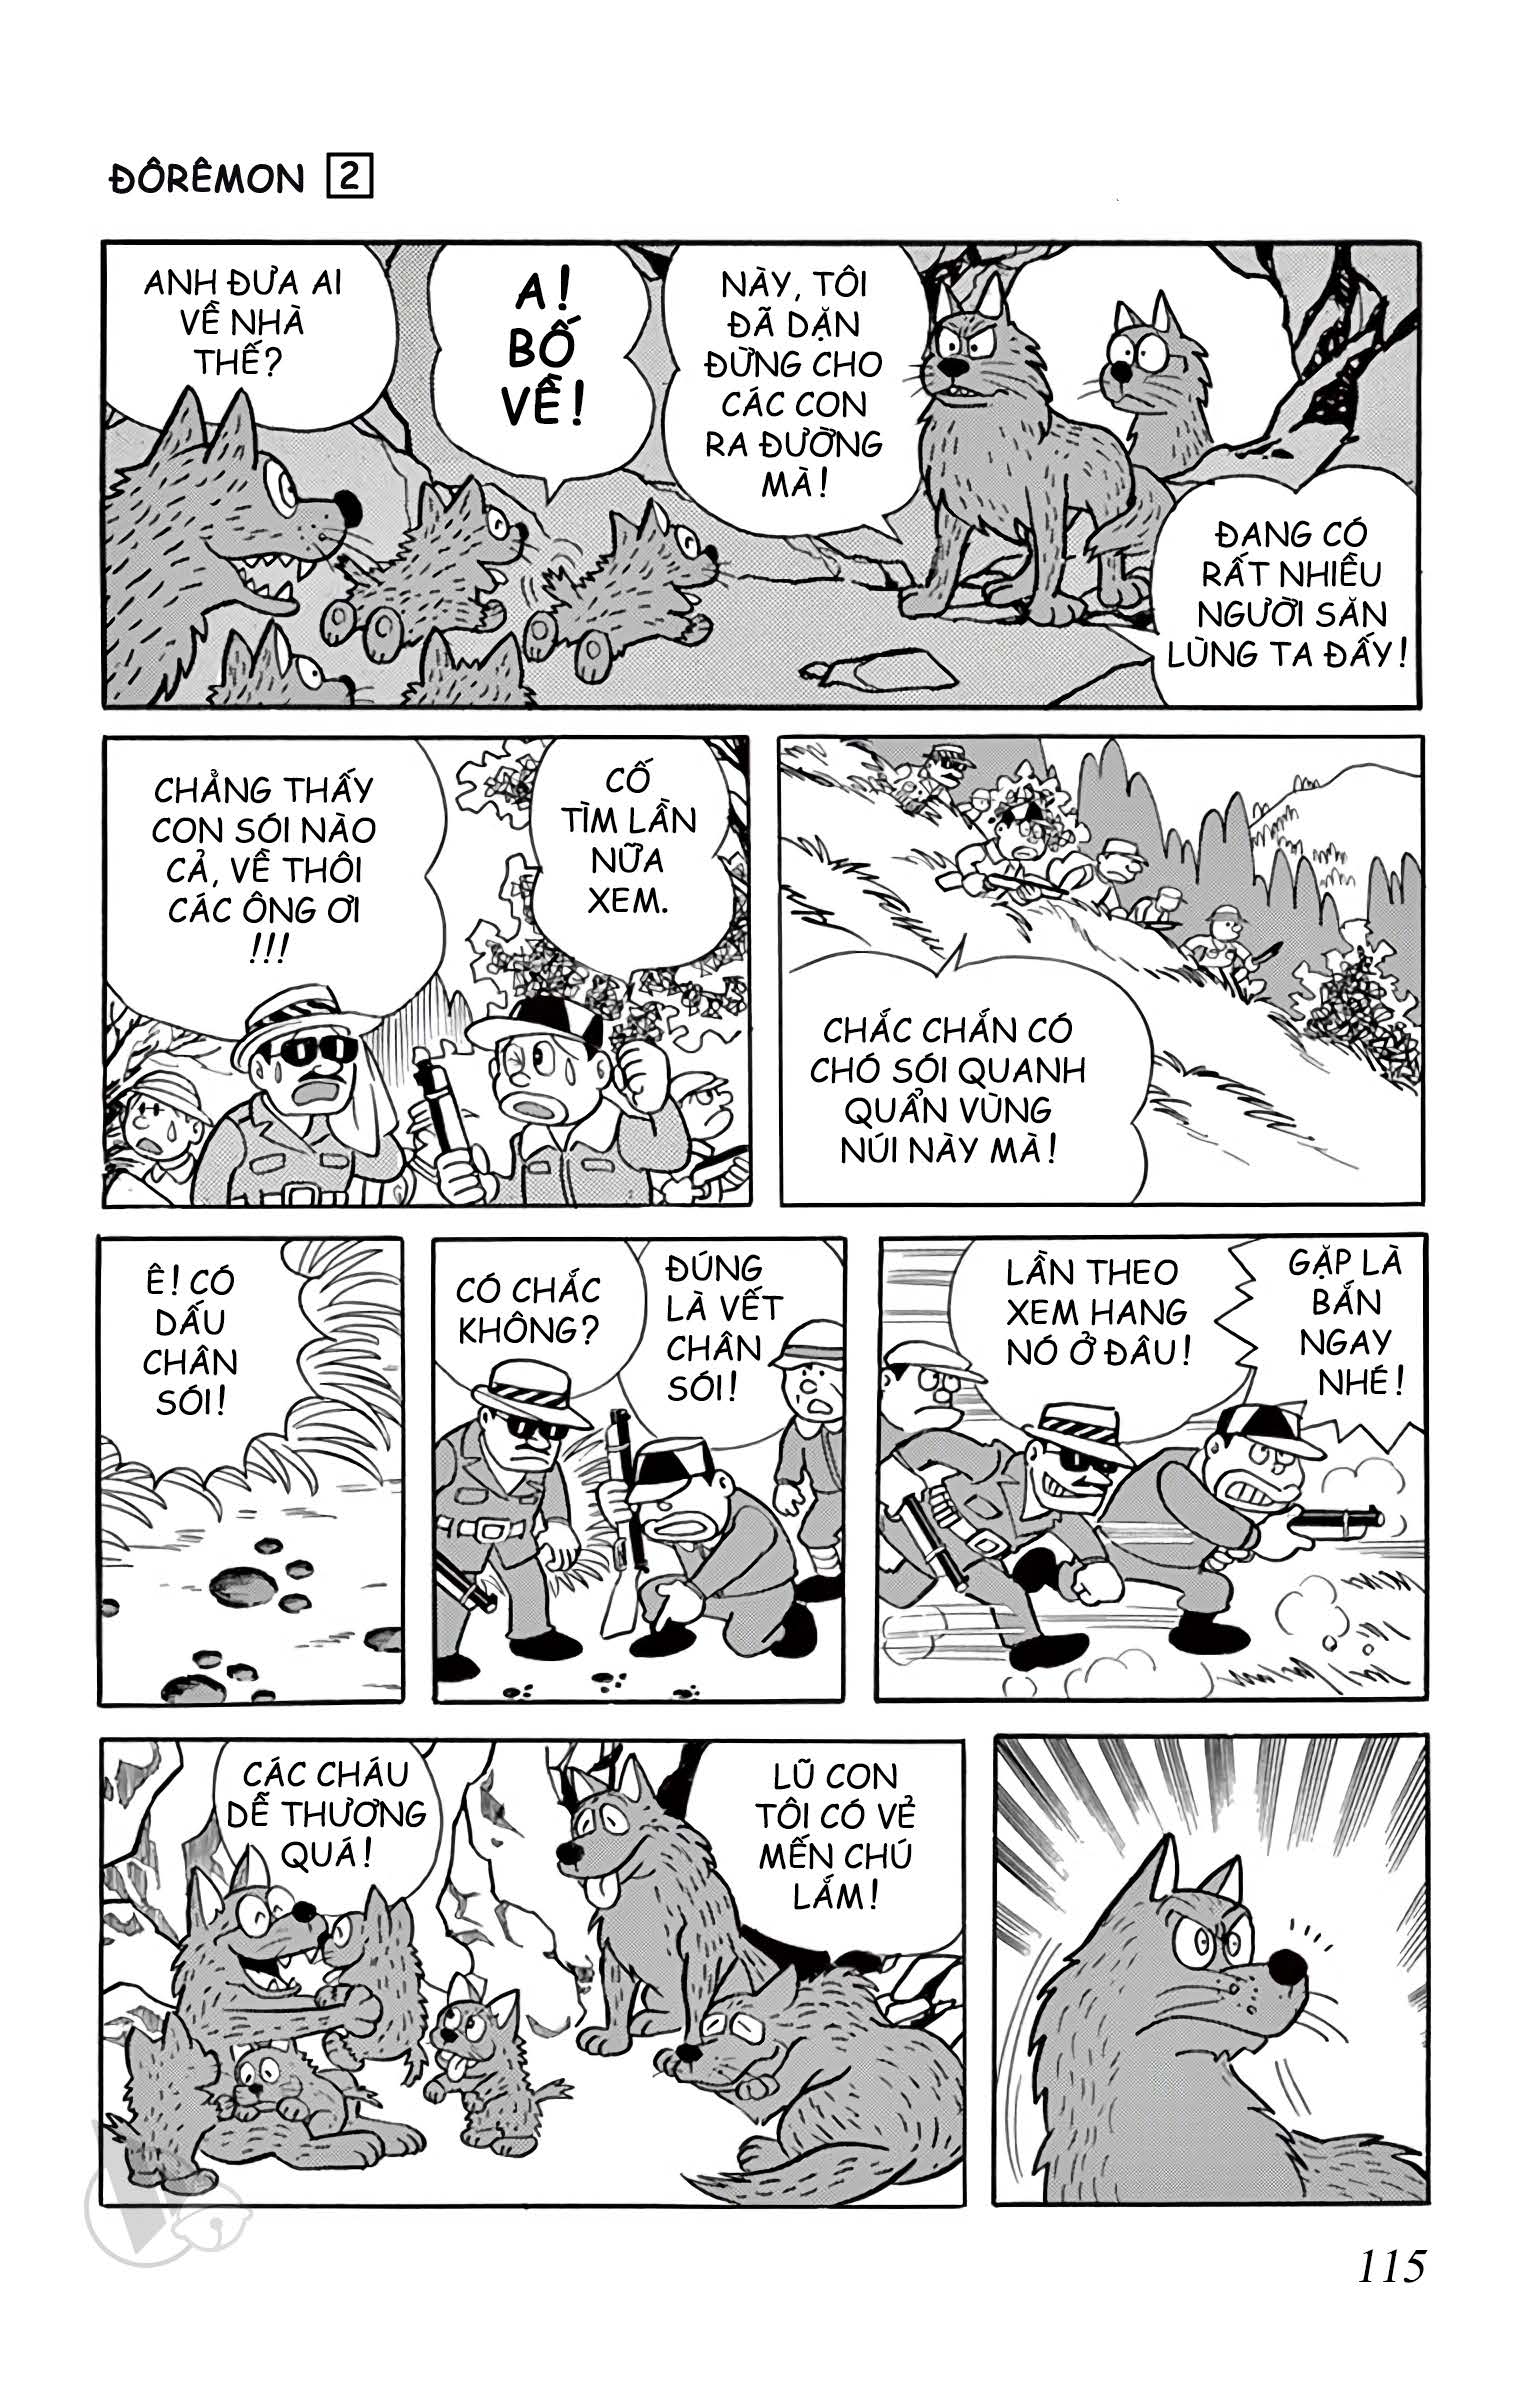 ĐÔRÊMON 2
ANH ĐƯA AI
VỀ NHÀ
THẾ?
A!
BỐ
VỀ!
NÀY, TÔI
ĐÃ DẶN
ĐỪNG CHO
CÁC CON
RA ĐƯỜNG
MÀ!
ĐANG CÓ
RẤT NHIỀU
NGƯỜI SĂN
LÙNG TA ĐẤY!
CHẲNG THẤY
CON SÓI NÀO
CẢ, VỀ THÔI
CÁC ÔNG ƠI
!!!
CỐ
TÌM LẦN
NỮA
XEM.
CHẮC CHẮN CÓ
CHÓ SÓI QUANH
QUẨN VÙNG
NÚI NÀY MÀ!
Ê! CÓ
DẤU
CHÂN
SÓI!
CÓ CHẮC
KHÔNG?
ĐÚNG
LÀ VẾT
CHÂN
SÓI!
LẦN THEO
XEM HANG
NÓ Ở ĐÂU!
GẶP LÀ
BẮN
NGAY
NHÉ!
CÁC CHÁU
DỄ THƯƠNG
QUÁ!
LŨ CON
TÔI CÓ VẺ
MẾN CHÚ
LẮM!
115